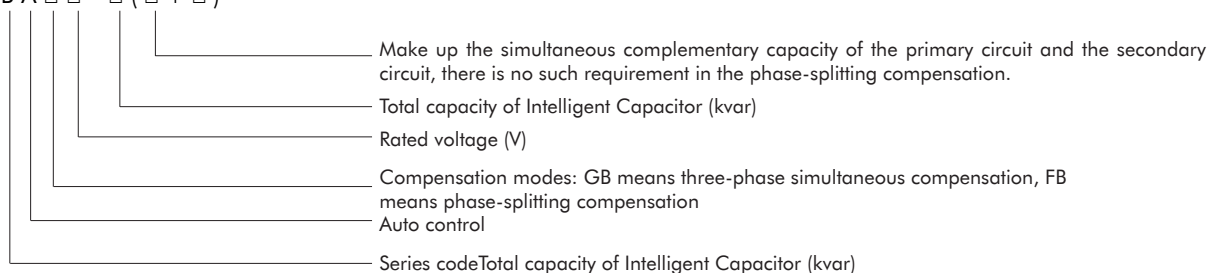 Make up the simultaneous complementary capacity of the primary circuit and the secondary
circuit, there is no such requirement in the phase-splitting compensation.
Total capacity of Intelligent Capacitor (kvar)
Rated voltage (V)
Compensation modes: GB means three-phase simultaneous compensation, FB
means phase-splitting compensation
Auto control
Series codeTotal capacity of Intelligent Capacitor (kvar)